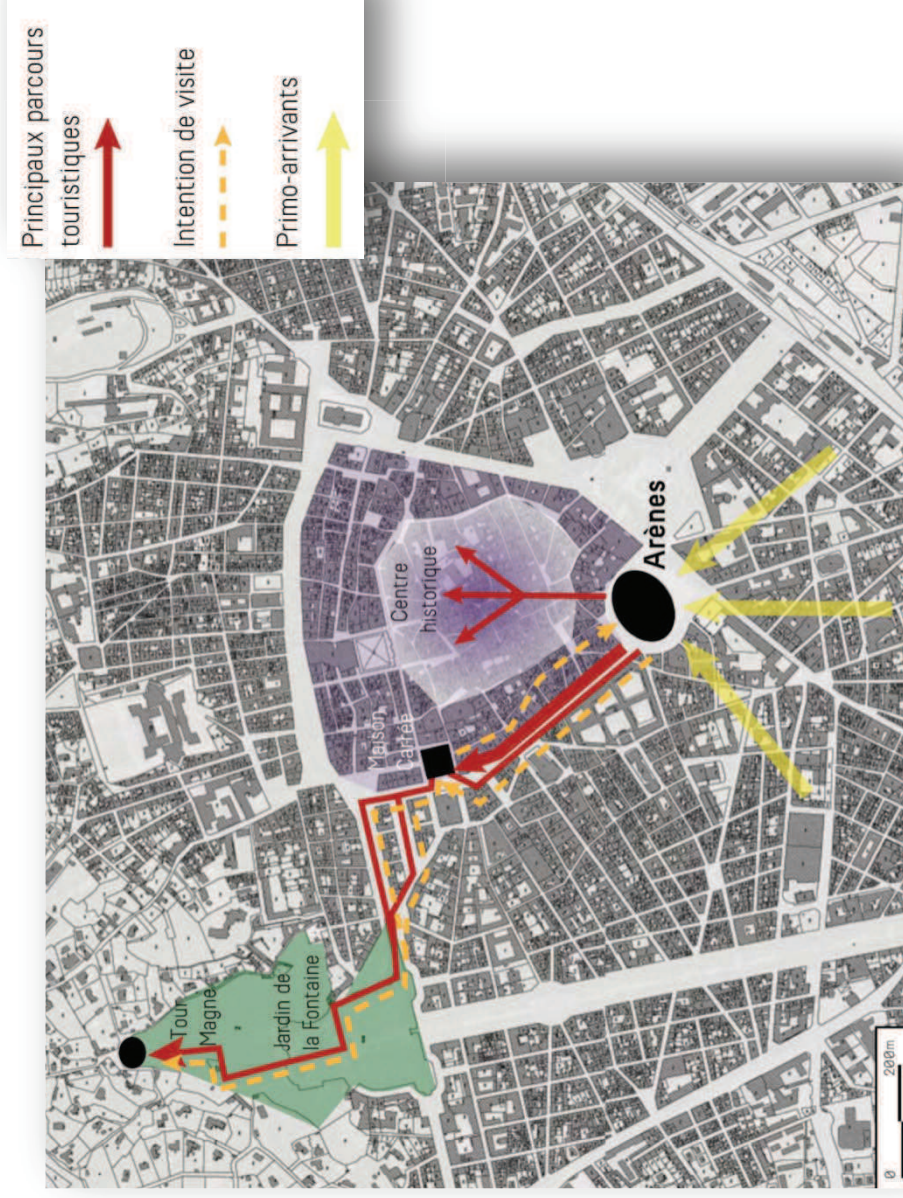 Principaux parcours
touristiques
Intention de visite
Primo-arrivants
Tour
Magne
Jardin de
la Fontaine
Maison
Carrée
Centre
historique
Arènes
0 200m